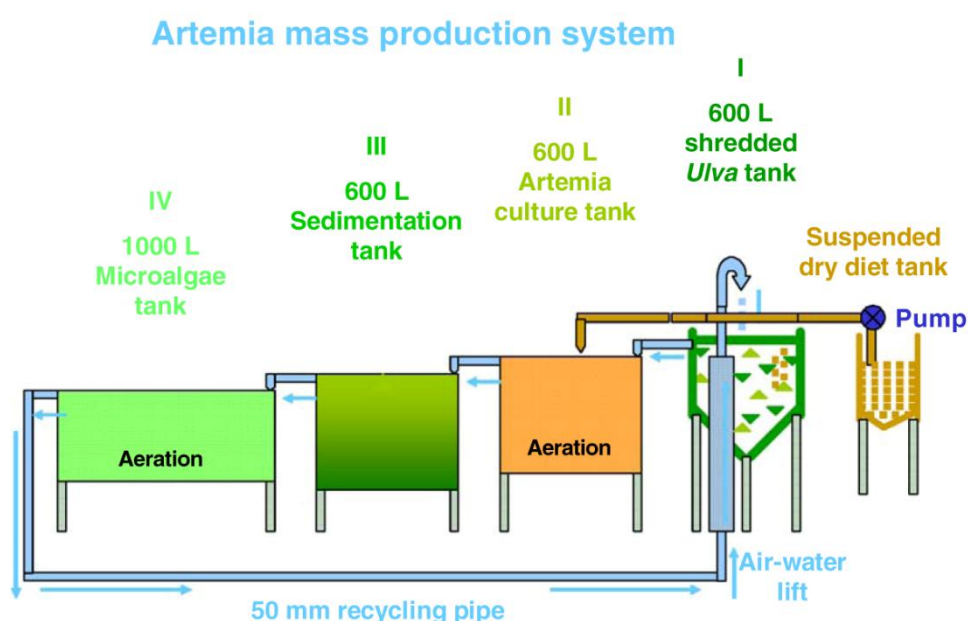 Artemia mass production system
I
600 L
shredded
Ulva tank
II
600 L
Artemia
culture tank
III
600 L
Sedimentation
tank
IV
1000 L
Microalgae
tank
Suspended
dry diet tank
Pump
Aeration
Aeration
Air-water
lift
50 mm recycling pipe